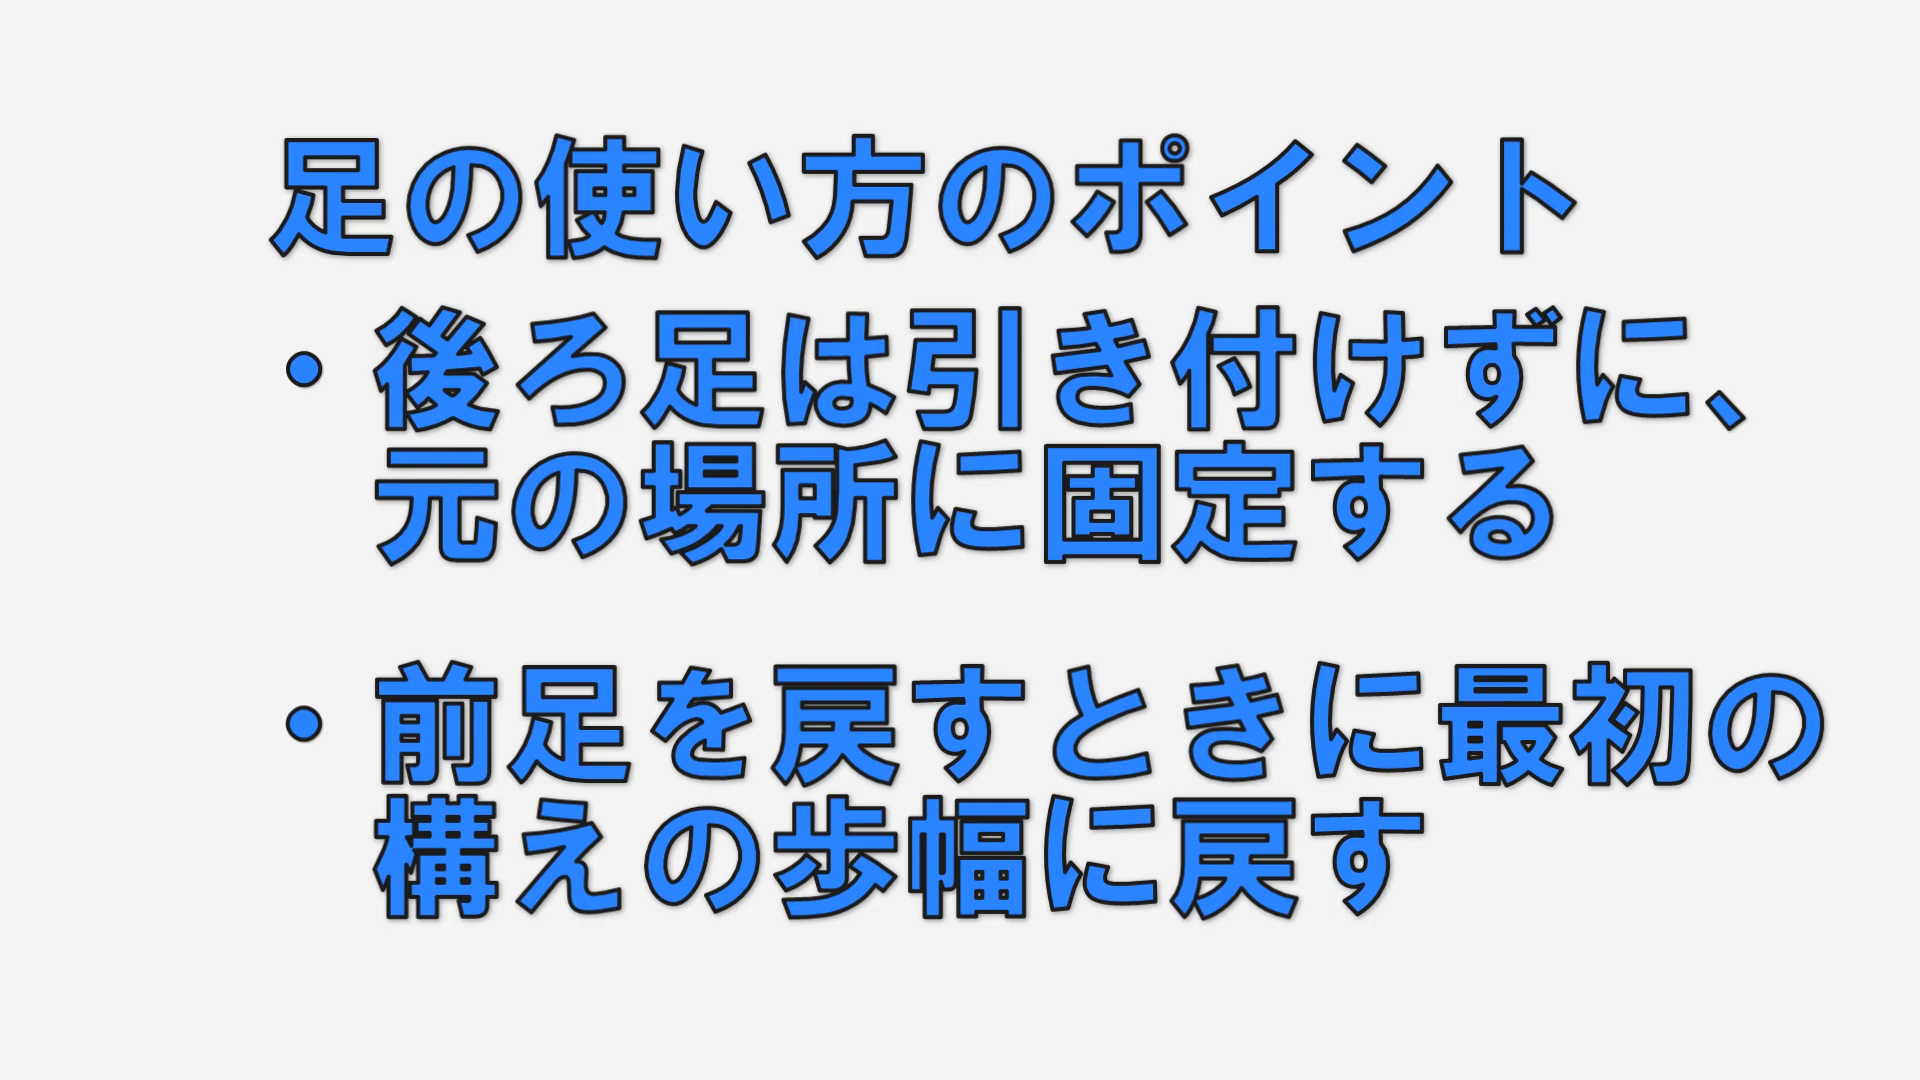 足の使い方のポイント
・後ろ足は引き付けずに、
元の場所に固定する
・前足を戻すときに最初の
構えの歩幅に戻す